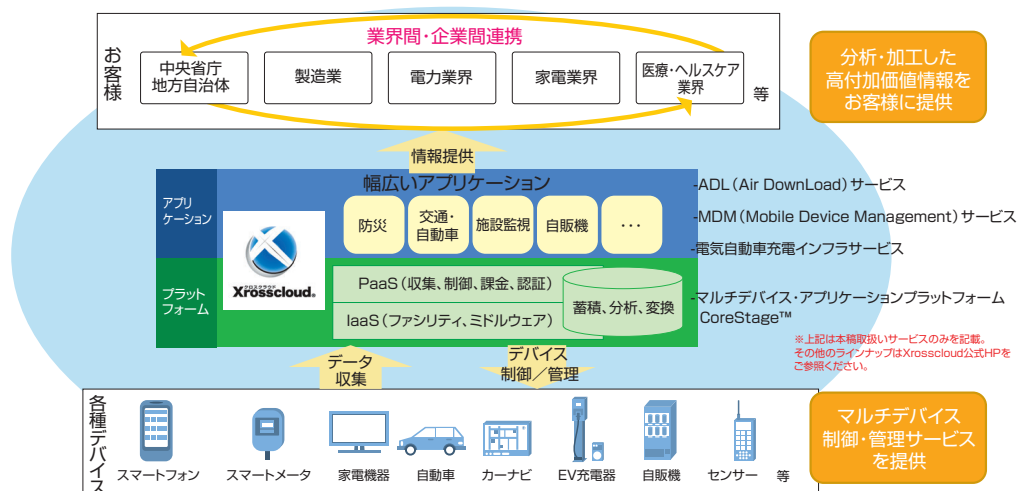 業界間・企業間連携
お客様
中央省庁
地方自治体
製造業
電力業界
家電業界
医療・ヘルスケア
業界
等
分析・加工した
高付加価値情報を
お客様に提供
情報提供
アプリ
ケーション
幅広いアプリケーション
防災
交通・
自動車
施設監視
自販機
・・・
クロスクラウド
Xrosscloud®
プラット
フォーム
PaaS（収集、制御、課金、認証）
IaaS（ファシリティ、ミドルウェア）
蓄積、分析、変換
-ADL（Air DownLoad）サービス
-MDM（Mobile Device Management）サービス
-電気自動車充電インフラサービス
-マルチデバイス・アプリケーションプラットフォーム
CoreStage™
※上記は本稿取扱いサービスのみを記載。
その他のラインナップはXrosscloud公式HPを
ご参照ください。
データ
収集
デバイス
制御／管理
各種デバイス
スマートフォン
スマートメータ
家電機器
自動車
カーナビ
EV充電器
自販機
センサー
等
マルチデバイス
制御・管理サービス
を提供